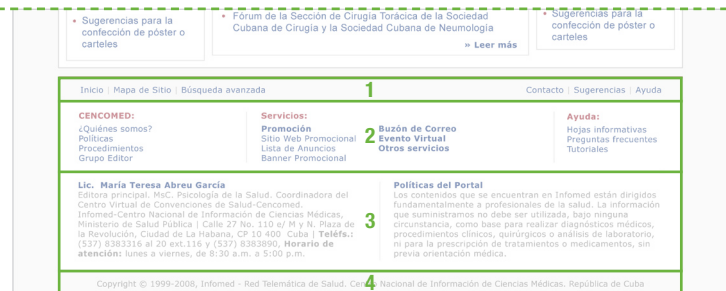 • Sugerencias para la
confección de póster o
carteles
• Fórum de la Sección de Cirugía Torácica de la Sociedad
Cubana de Cirugía y la Sociedad Cubana de Neumología
» Leer más
• Sugerencias para la
confección de póster o
carteles
Inicio | Mapa de Sitio | Búsqueda avanzada
1
Contacto | Sugerencias | Ayuda
CENCOMED:
¿Quiénes somos?
Políticas
Procedimientos
Grupo Editor
Servicios:
Promoción
Sitio Web Promocional
Lista de Anuncios
Banner Promocional
2
Buzón de Correo
Evento Virtual
Otros servicios
Ayuda:
Hojas informativas
Preguntas frecuentes
Tutoriales
Lic. María Teresa Abreu García
Editora principal. MsC. Psicología de la Salud. Coordinadora del
Centro Virtual de Convenciones de Salud-Cencomed.
Infomed-Centro Nacional de Información de Ciencias Médicas,
Ministerio de Salud Pública | Calle 27 No. 110 e/ M y N. Plaza de
la Revolución, Ciudad de La Habana, CP 10 400 Cuba | Teléfs.:
(537) 8383316 al 20 ext.116 y (537) 8383890, Horario de
atención: lunes a viernes, de 8:30 a.m. a 5:00 p.m.
3
Políticas del Portal
Los contenidos que se encuentran en Infomed están dirigidos
fundamentalmente a profesionales de la salud. La información
que suministramos no debe ser utilizada, bajo ninguna
circunstancia, como base para realizar diagnósticos médicos,
procedimientos clínicos, quirúrgicos o análisis de laboratorio,
ni para la prescripción de tratamientos o medicamentos, sin
previa orientación médica.
4
Copyright © 1999-2008, Infomed - Red Telemática de Salud. Centro Nacional de Información de Ciencias Médicas. República de Cuba